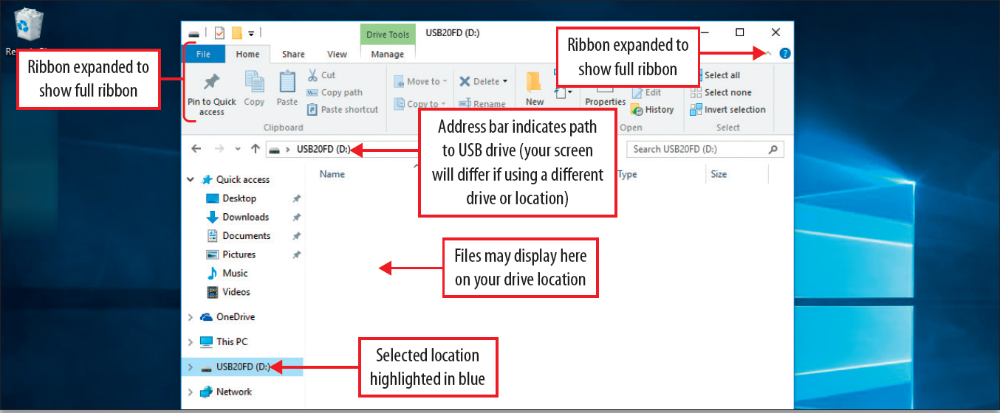 Drive Tools
USB20FD (D:)
File
Home
Share
View
Manage
Ribbon expanded to
show full ribbon
Ribbon expanded to
show full ribbon
Pin to Quick
access
Copy
Paste
Cut
Copy path
Paste shortcut
Clipboard
Move to
Copy to
Delete
Rename
New
Properties
Edit
History
Open
Select all
Select none
Invert selection
Select
Address bar indicates path
to USB drive (your screen
will differ if using a different
drive or location)
USB20FD (D:)
Search USB20FD (D:)
Name
Type
Size
Quick access
Desktop
Downloads
Documents
Pictures
Music
Videos
OneDrive
This PC
USB20FD (D:)
Network
Files may display here
on your drive location
Selected location
highlighted in blue